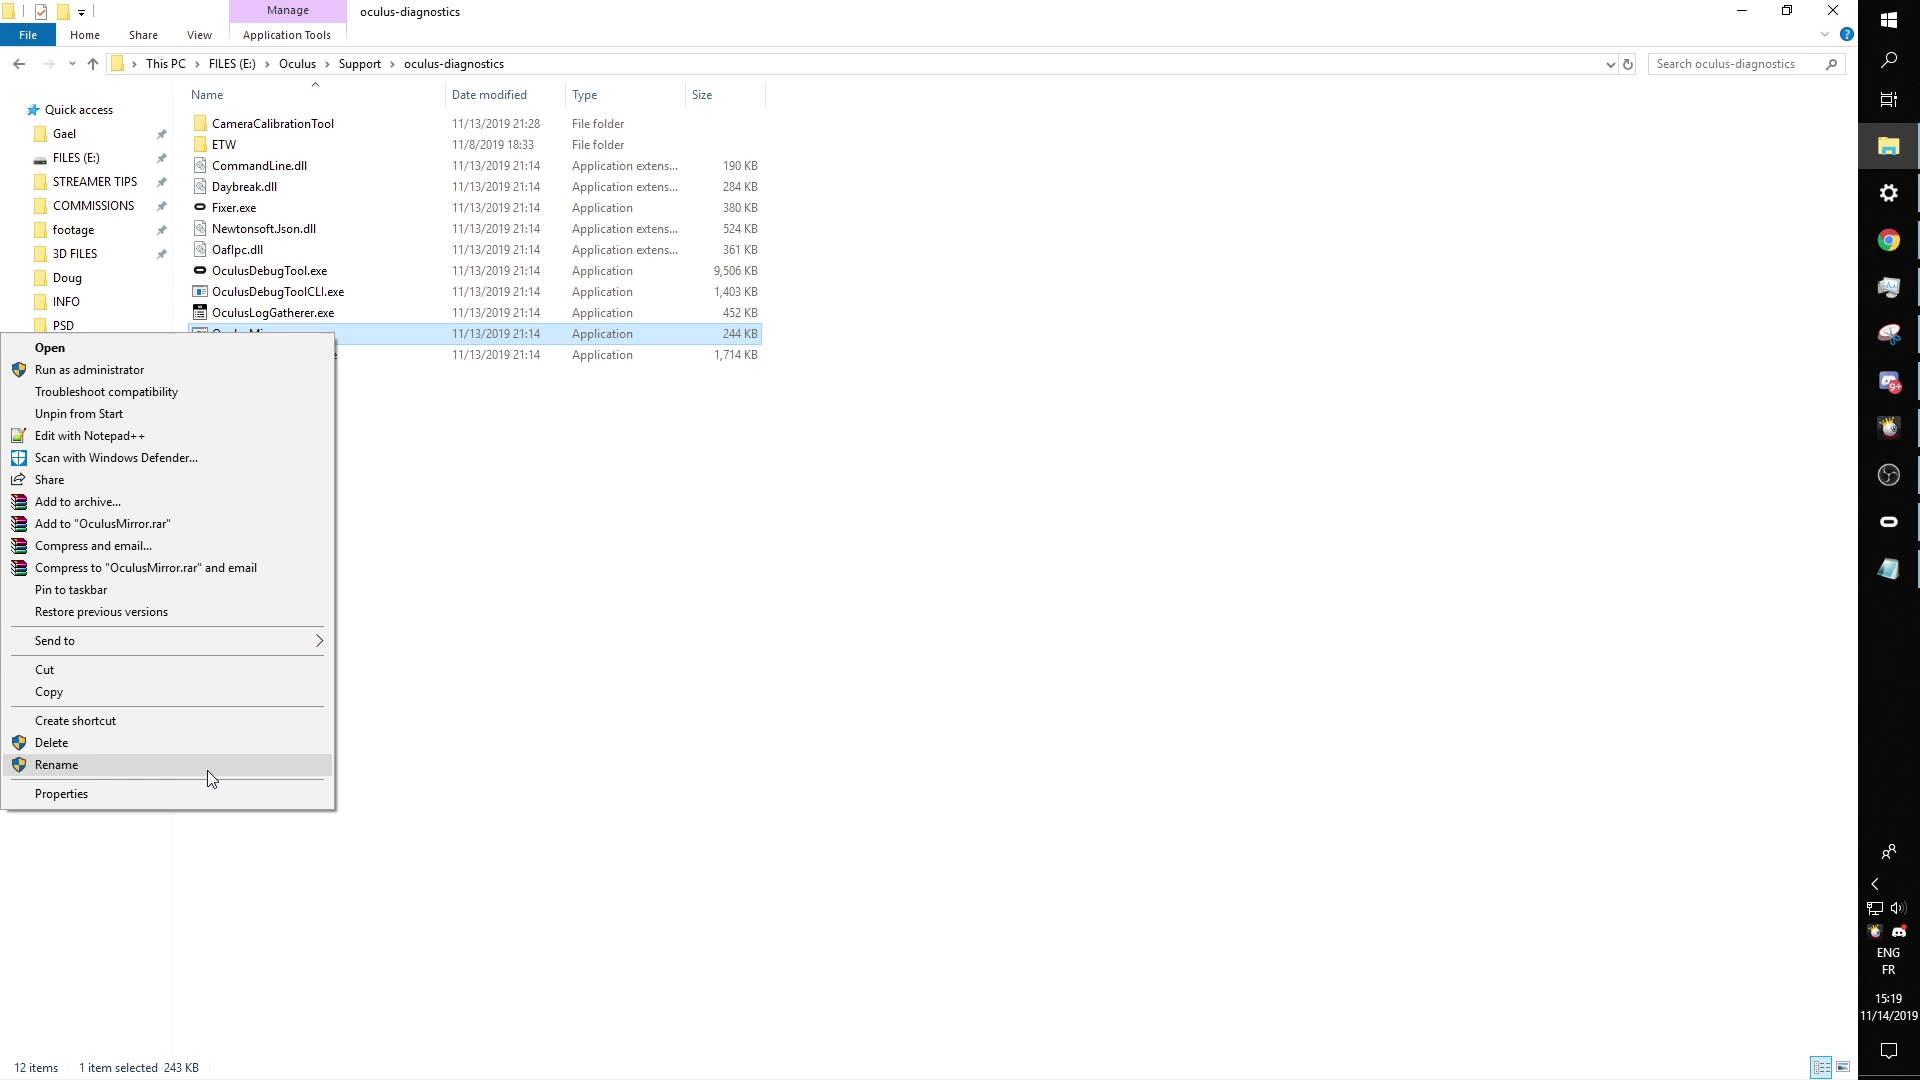 Manage
oculus-diagnostics
File
Home
Share
View
Application Tools
This PC > FILES (E:) > Oculus > Support > oculus-diagnostics
Search oculus-diagnostics
Name
Date modified
Type
Size
Quick access
Gael
FILES (E:)
STREAMER TIPS
COMMISSIONS
footage
3D FILES
Doug
INFO
PSD
CameraCalibrationTool 11/13/2019 21:28 File folder
ETW 11/8/2019 18:33 File folder
CommandLine.dll 11/13/2019 21:14 Application extens... 190 KB
Daybreak.dll 11/13/2019 21:14 Application extens... 284 KB
Fixer.exe 11/13/2019 21:14 Application 380 KB
Newtonsoft.Json.dll 11/13/2019 21:14 Application extens... 524 KB
OafIpc.dll 11/13/2019 21:14 Application extens... 361 KB
OculusDebugTool.exe 11/13/2019 21:14 Application 9,506 KB
OculusDebugToolCLI.exe 11/13/2019 21:14 Application 1,403 KB
OculusLogGatherer.exe 11/13/2019 21:14 Application 452 KB
11/13/2019 21:14 Application 244 KB
11/13/2019 21:14 Application 1,714 KB
Open
Run as administrator
Troubleshoot compatibility
Unpin from Start
Edit with Notepad++
Scan with Windows Defender...
Share
Add to archive...
Add to "OculusMirror.rar"
Compress and email...
Compress to "OculusMirror.rar" and email
Pin to taskbar
Restore previous versions
Send to
Cut
Copy
Create shortcut
Delete
Rename
Properties
12 items
1 item selected 243 KB
9+
ENG
FR
15:19
11/14/2019